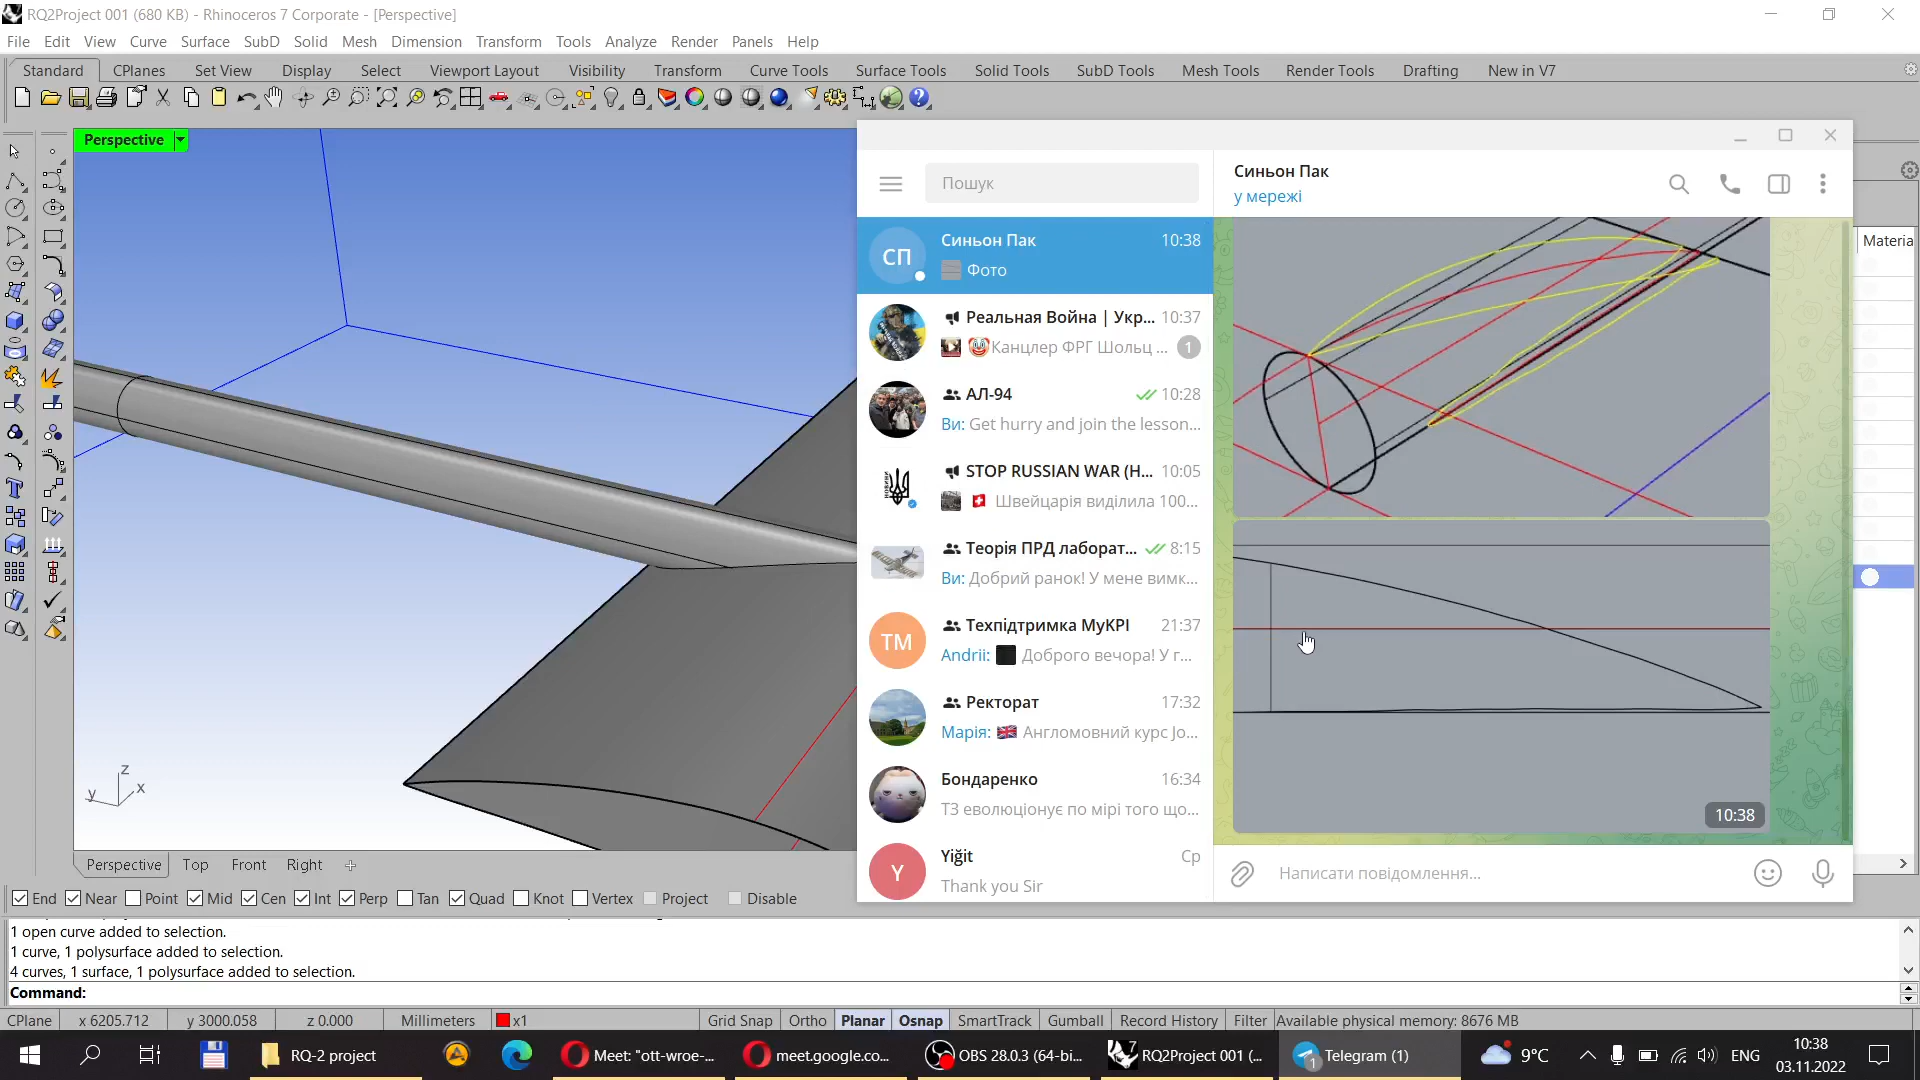 RQ2Project 001 (680 KB) - Rhinoceros 7 Corporate - [Perspective]
File Edit View Curve Surface SubD Solid Mesh Dimension Transform Tools Analyze Render Panels Help
Standard CPlanes Set View Display Select Viewport Layout Visibility Transform Curve Tools Surface Tools Solid Tools SubD Tools Mesh Tools Render Tools Drafting New in V7
Perspective
z
y
x
Пошук
Синьон Пак
у мережі
СП
Синьон Пак 10:38
Фото
Реальная Война | Укр... 10:37
Канцлер ФРГ Шольц ... 1
АЛ-94 10:28
Ви: Get hurry and join the lesson...
STOP RUSSIAN WAR (Н... 10:05
Швейцарія виділила 100...
Теорія ПРД лаборат... 8:15
Ви: Добрий ранок! У мене вимк...
ТМ
Техпідтримка МуКРІ 21:37
Andrii: Доброго вечора! У г...
Ректорат 17:32
Марія: Англомовний курс Jo...
Бондаренко 16:34
ТЗ еволюціонує по мірі того що...
Y
Yiğit Ср
Thank you Sir
10:38
Написати повідомлення...
Materia
Perspective Top Front Right
End Near Point Mid Cen Int Perp Tan Quad Knot Vertex Project Disable
1 open curve added to selection.
1 curve, 1 polysurface added to selection.
4 curves, 1 surface, 1 polysurface added to selection.
Command:
CPlane x 6205.712 y 3000.058 z 0.000 Millimeters x1 Grid Snap Ortho Planar Osnap SmartTrack Gumball Record History Filter Available physical memory: 8676 MB
RQ-2 project Meet: "ott-wroe-... meet.google.co... OBS 28.0.3 (64-bi... RQ2Project 001 (... 1 Telegram (1) 9°C ENG
10:38
03.11.2022